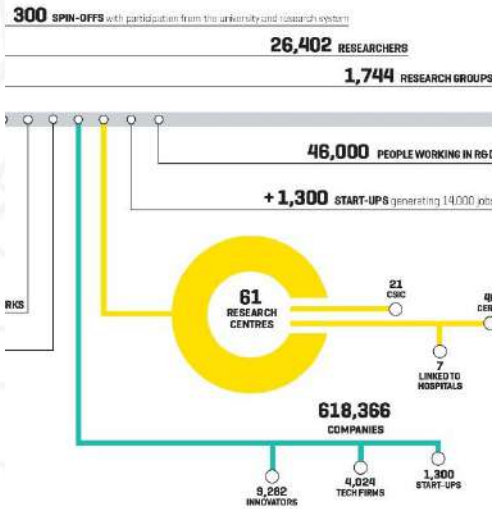 300 SPIN-OFFS with participation from the university and research system
26,402 RESEARCHERS
1,744 RESEARCH GROUPS
46,000 PEOPLE WORKING IN R&D
+1,300 START-UPS generating 14,000 jobs
61
RESEARCH
CENTRES
21
CSIC
7
LINKED TO
HOSPITALS
618,366
COMPANIES
9,282
INNOVATORS
4,024
TECH FIRMS
1,300
START-UPS